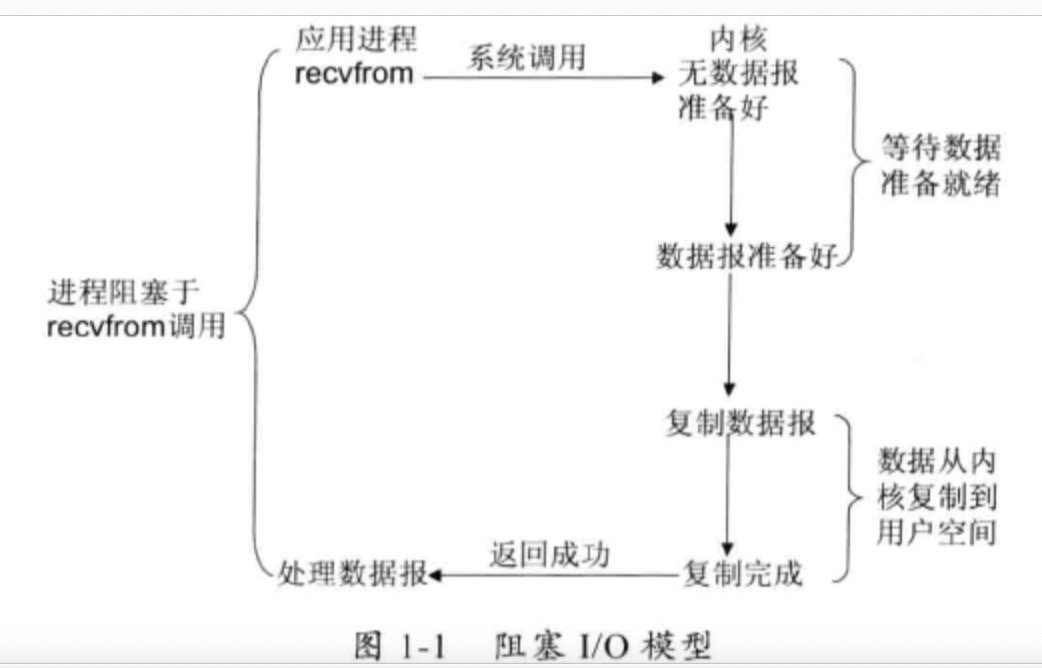 应用进程
recvfrom
系统调用
内核
无数据报
准备好
等待数据
准备就绪
数据报准备好
进程阻塞于
recvfrom调用
复制数据报
数据从内
核复制到
用户空间
处理数据报
返回成功
复制完成
图 1-1 阻塞 I/O 模型